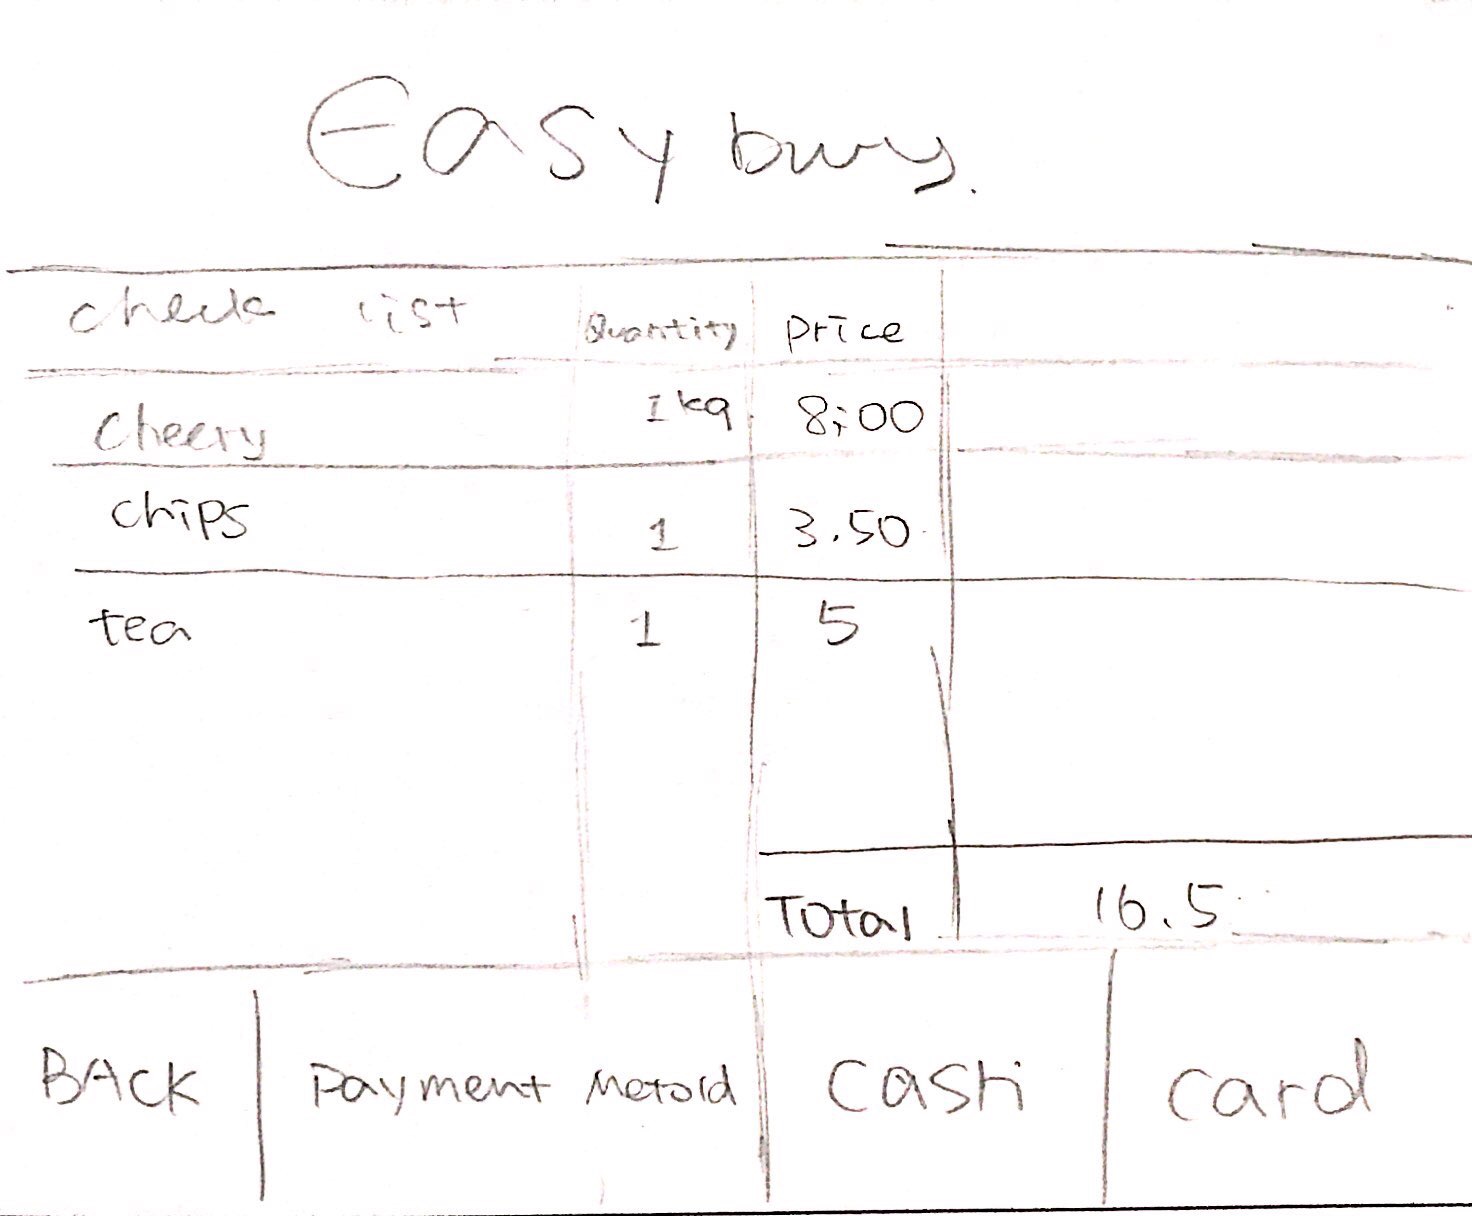 Easy buy.
check list Quantity price
cheery 1kg 8;00
chips 1 3.50
tea 1 5
Total 16.5
BACK Payment Metold cash card